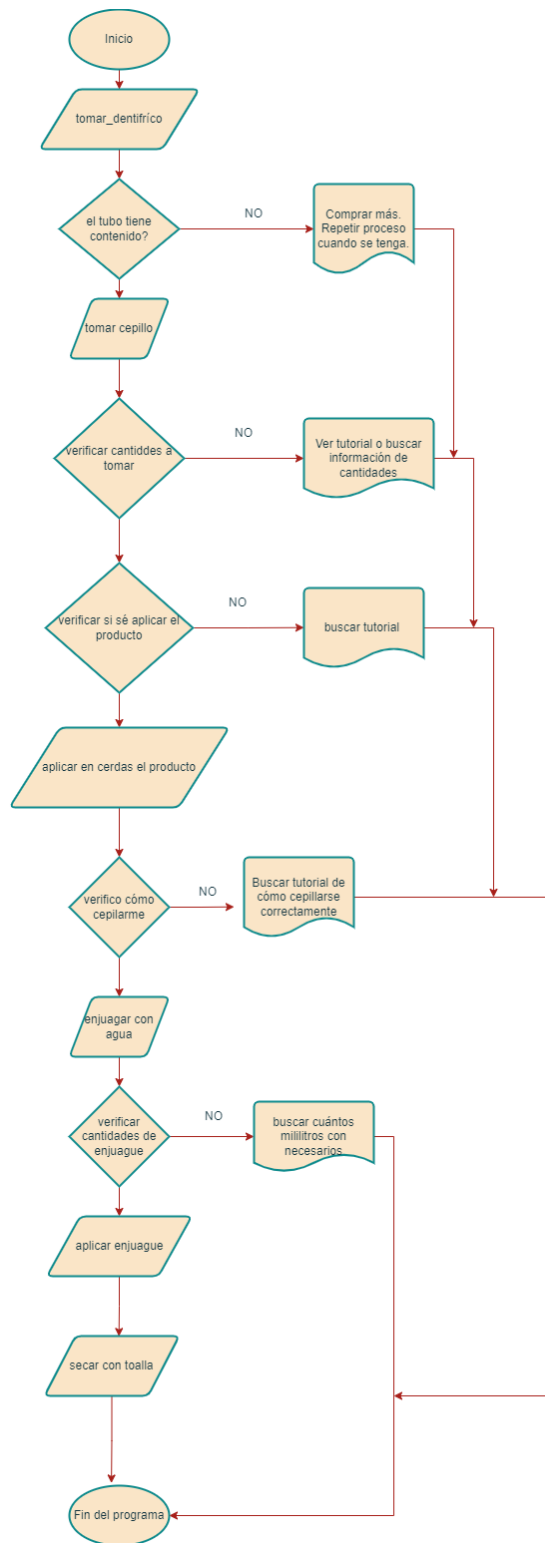 Inicio
tomar_dentifríco
el tubo tiene
contenido?
NO
Comprar más.
Repetir proceso
cuando se tenga.
tomar cepillo
verificar cantiddes a
tomar
NO
Ver tutorial o buscar
información de
cantidades
verificar si sé aplicar el
producto
NO
buscar tutorial
aplicar en cerdas el producto
verifico cómo
cepilarme
NO
Buscar tutorial de
cómo cepillarse
correctamente
enjuagar con
agua
verificar
cantidades de
enjuague
NO
buscar cuántos
mililitros con
necesarios
aplicar enjuague
secar con toalla
Fin del programa